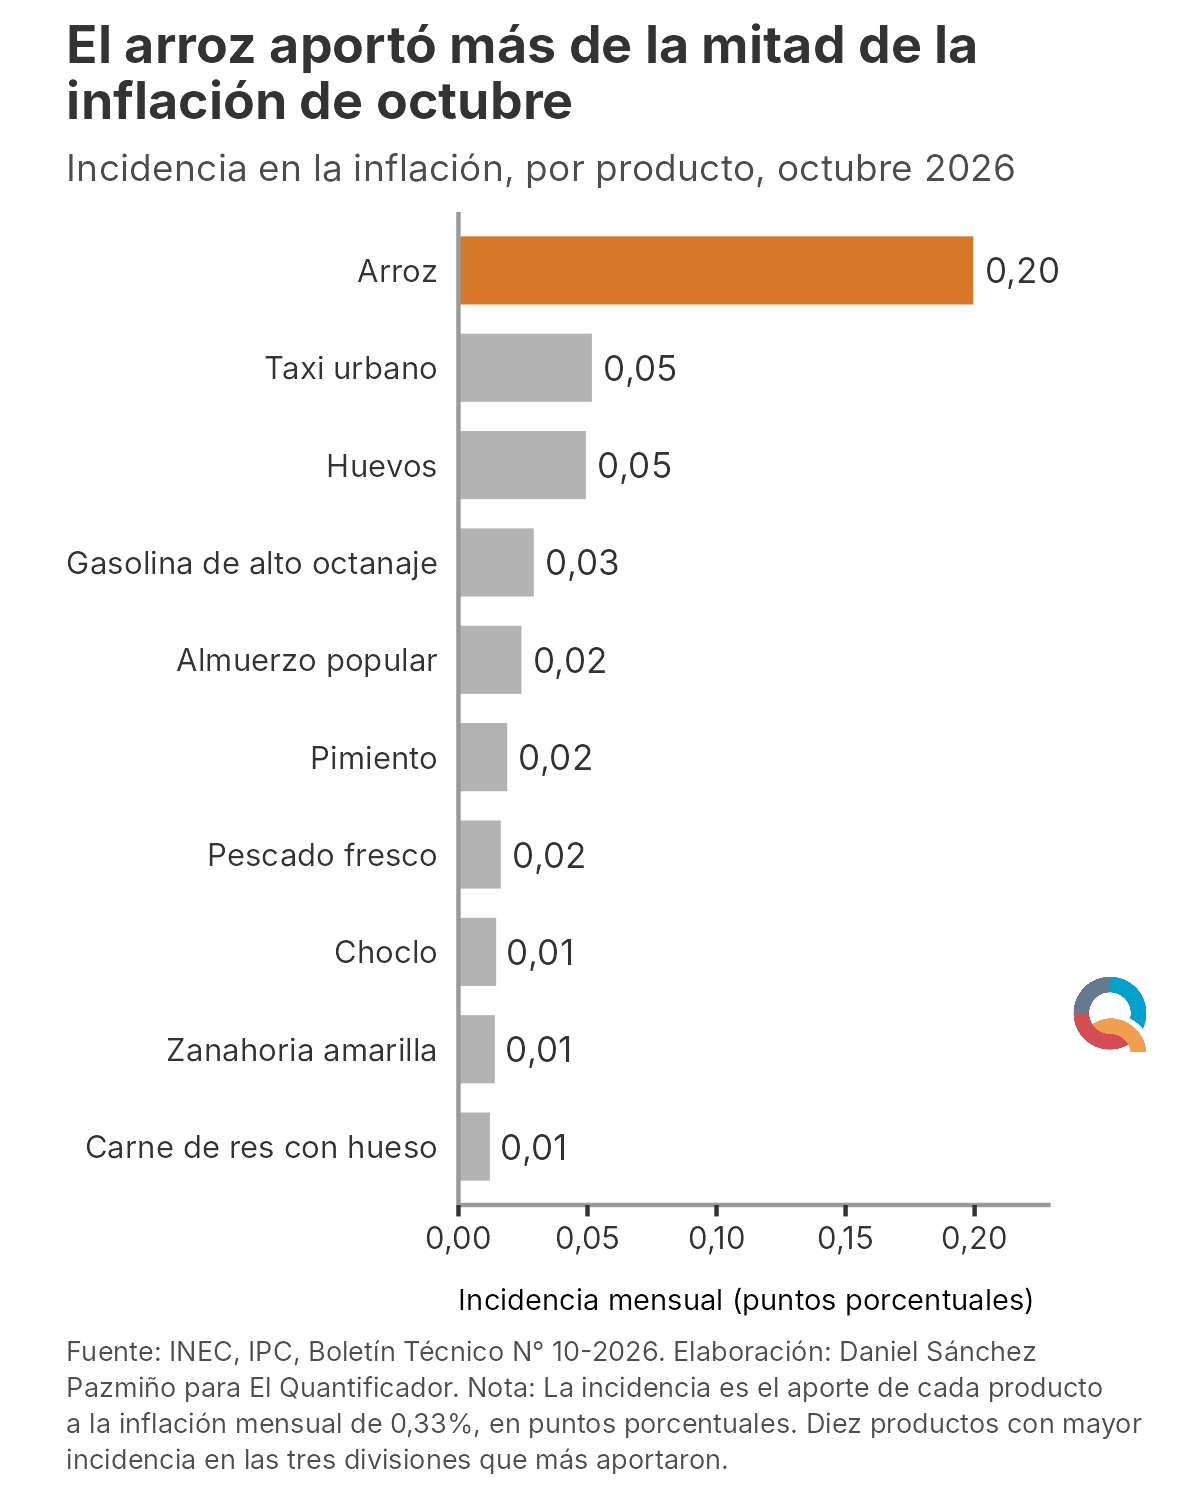 El arroz aportó más de la mitad de la
inflación de octubre
Incidencia en la inflación, por producto, octubre 2026
Arroz 0,20
Taxi urbano 0,05
Huevos 0,05
Gasolina de alto octanaje 0,03
Almuerzo popular 0,02
Pimiento 0,02
Pescado fresco 0,02
Choclo 0,01
Zanahoria amarilla 0,01
Carne de res con hueso 0,01
0,00 0,05 0,10 0,15 0,20
Incidencia mensual (puntos porcentuales)
Fuente: INEC, IPC, Boletín Técnico N° 10-2026. Elaboración: Daniel Sánchez
Pazmiño para El Quantificador. Nota: La incidencia es el aporte de cada producto
a la inflación mensual de 0,33%, en puntos porcentuales. Diez productos con mayor
incidencia en las tres divisiones que más aportaron.